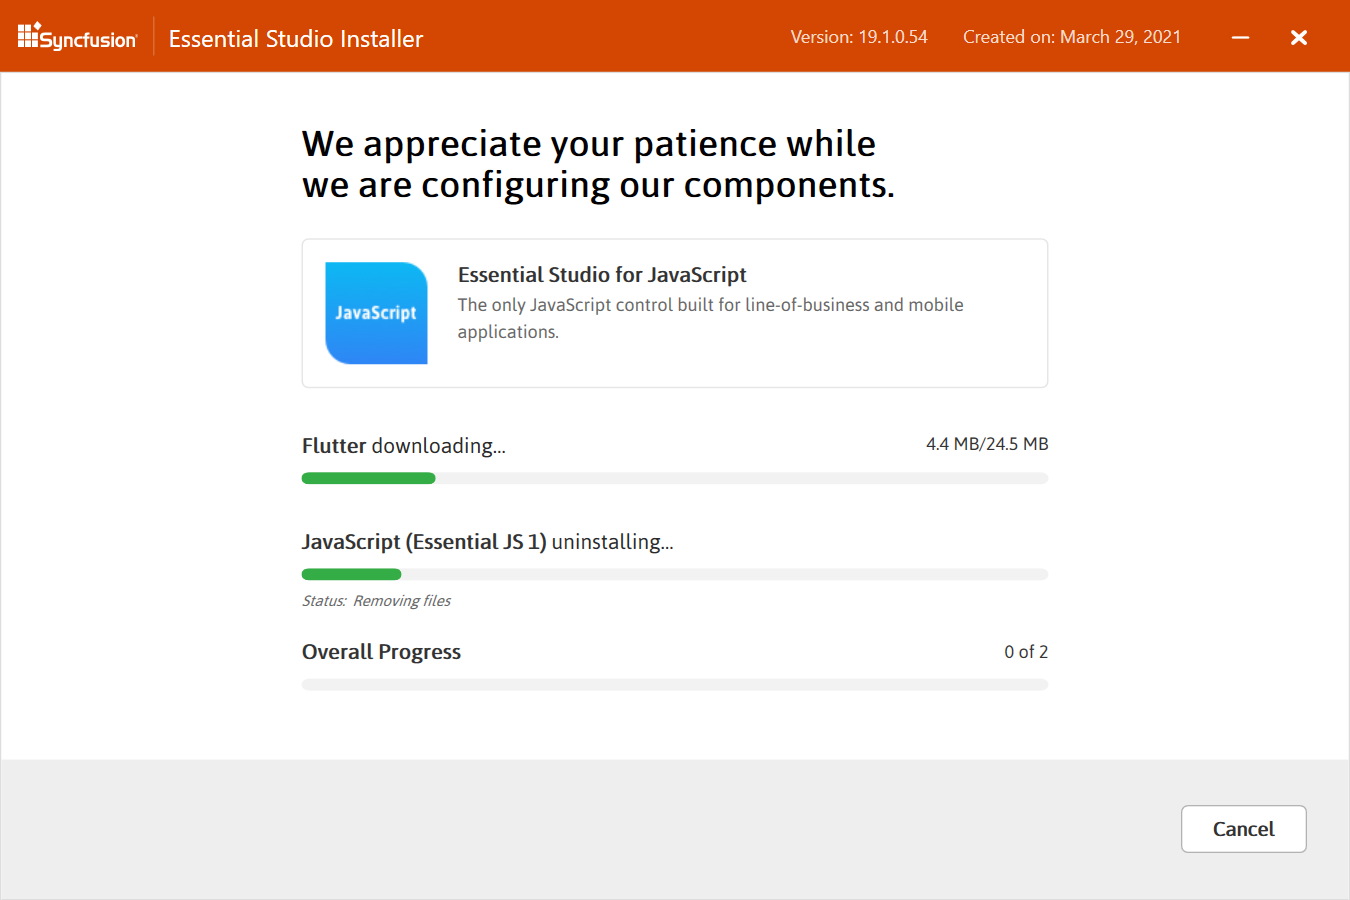 Syncfusion
Essential Studio Installer
Version: 19.1.0.54
Created on: March 29, 2021
We appreciate your patience while
we are configuring our components.
JavaScript
Essential Studio for JavaScript
The only JavaScript control built for line-of-business and mobile
applications.
Flutter downloading...
4.4 MB/24.5 MB
JavaScript (Essential JS 1) uninstalling...
Status: Removing files
Overall Progress
0 of 2
Cancel